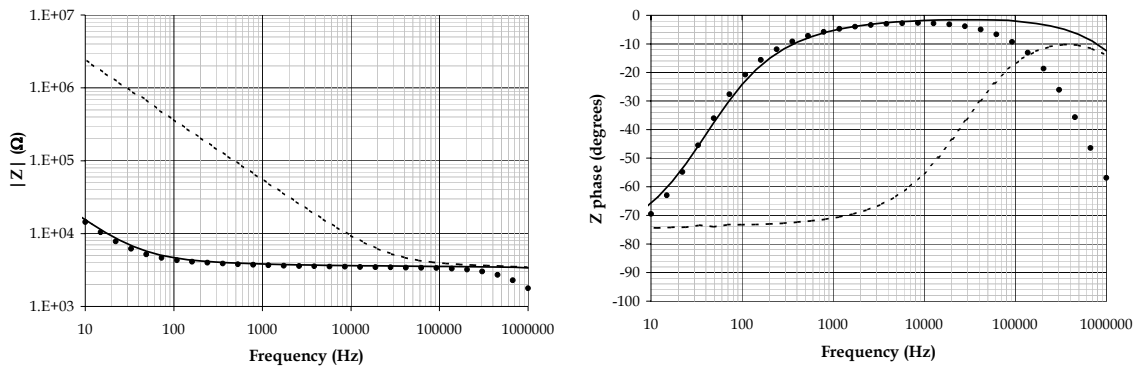 1.E+07
1.E+06
1.E+05
1.E+04
1.E+03
|Z| (Ω)
10 100 1000 10000 100000 1000000
Frequency (Hz)
0
-10
-20
-30
-40
-50
-60
-70
-80
-90
-100
Z phase (degrees)
10 100 1000 10000 100000 1000000
Frequency (Hz)